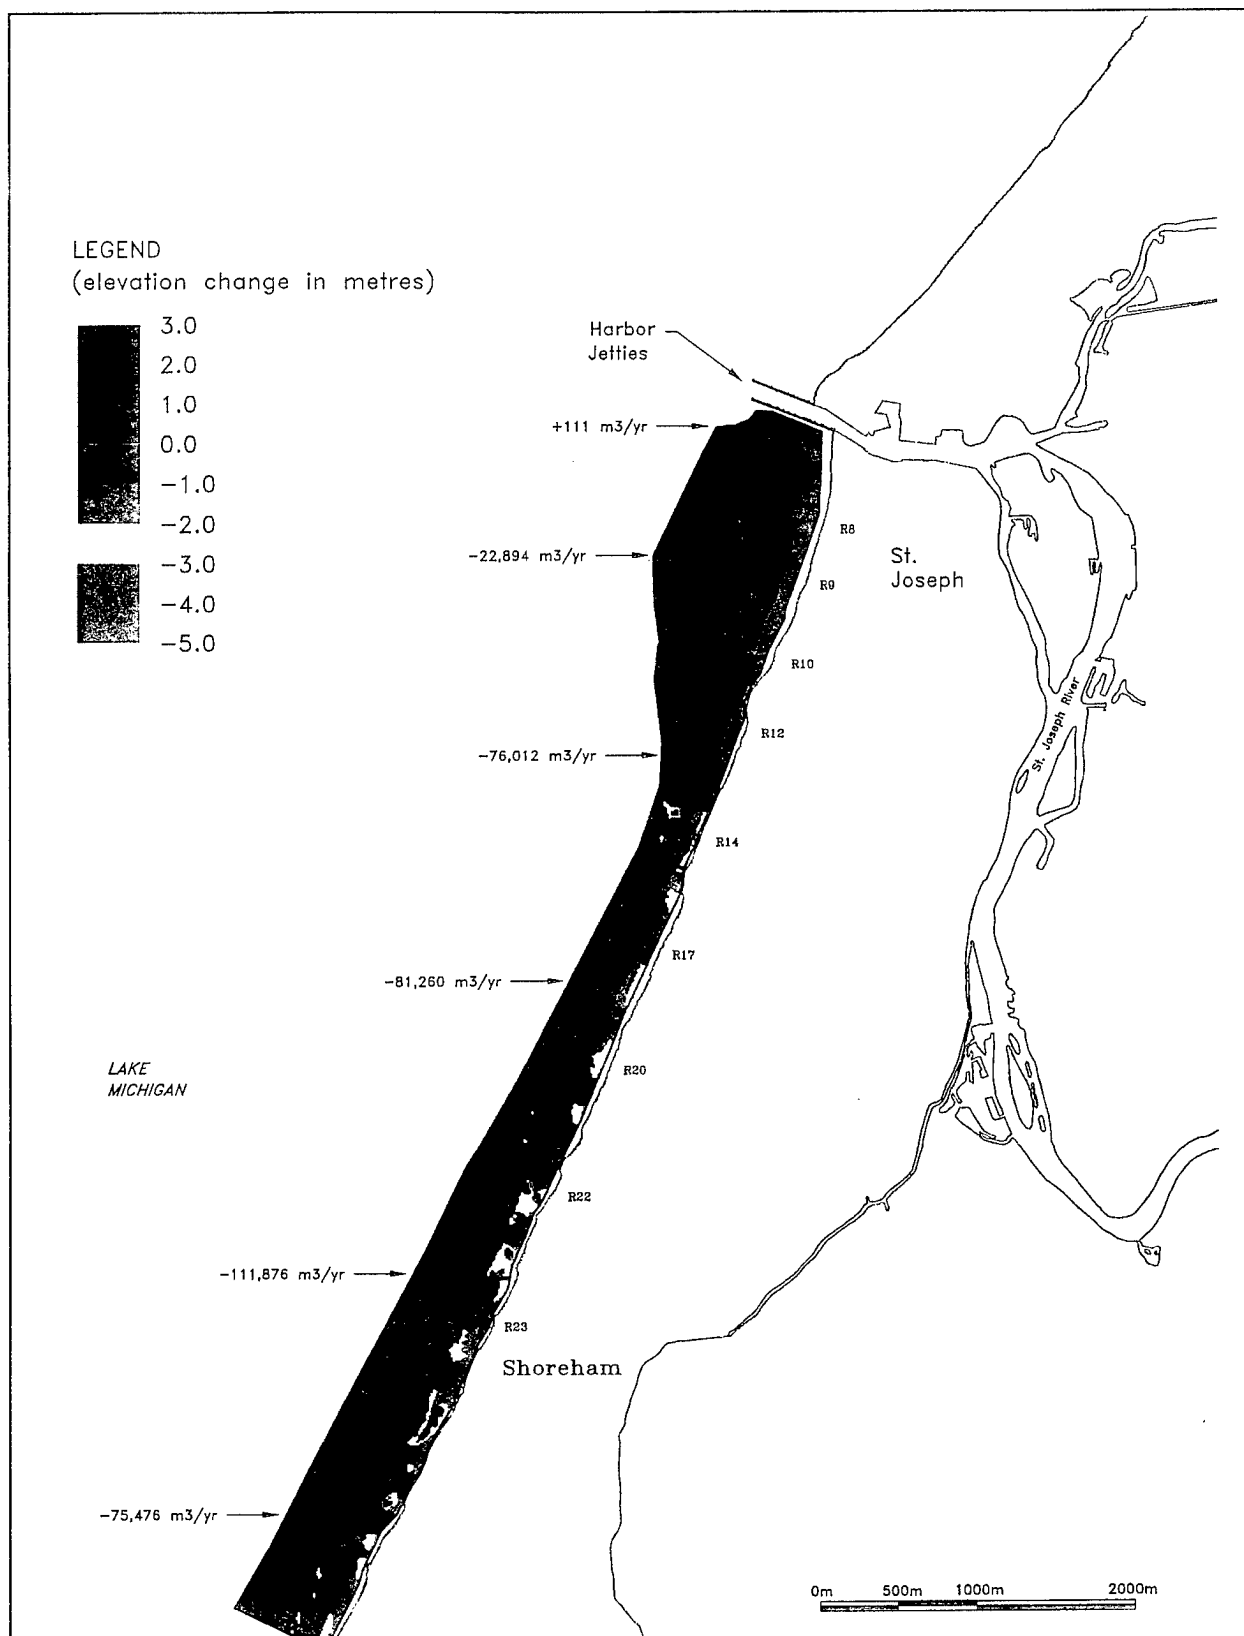 LEGEND
(elevation change in metres)
3.0
2.0
1.0
0.0
-1.0
-2.0
-3.0
-4.0
-5.0
Harbor
Jetties
+111 m3/yr
-22,894 m3/yr
-76,012 m3/yr
-81,260 m3/yr
-111,876 m3/yr
-75,476 m3/yr
R8
R9
R10
R12
R14
R17
R20
R22
R23
St.
Joseph
St. Joseph River
LAKE
MICHIGAN
Shoreham
0m 500m 1000m 2000m